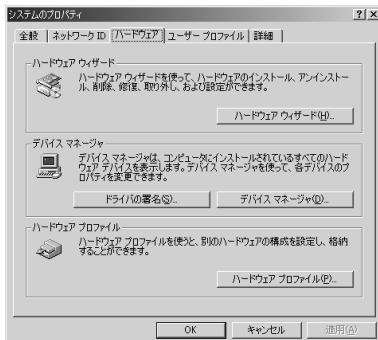 システムのプロパティ
全般 ネットワーク ID ハードウェア ユーザー プロファイル 詳細
ハードウェア ウィザード
ハードウェア ウィザードを使って、ハードウェアのインストール、アンインストー
ル、削除、修復、取り外し、および設定ができます。
ハードウェア ウィザード(H)...
デバイス マネージャ
デバイス マネージャは、コンピュータにインストールされているすべてのハード
ウェア デバイスを表示します。デバイス マネージャを使って、各デバイスのプ
ロパティを変更できます。
ドライバの署名(S)... デバイス マネージャ(D)...
ハードウェア プロファイル
ハードウェア プロファイルを使うと、別のハードウェアの構成を設定し、格納
することができます。
ハードウェア プロファイル(P)...
OK キャンセル 適用(A)